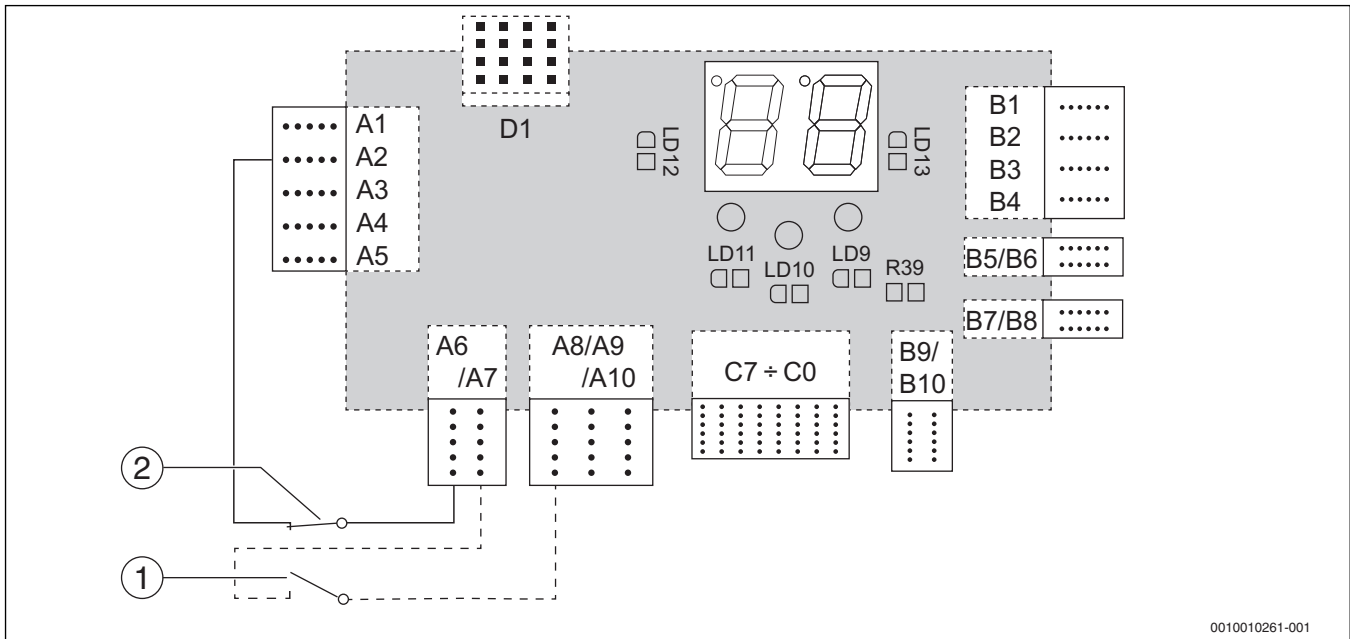 D1
A1
A2
A3
A4
A5
LD12
LD13
B1
B2
B3
B4
LD11
LD10
LD9
R39
B5/B6
B7/B8
A6
/A7
A8/A9
/A10
C7 ÷ C0
B9/
B10
2
1
0010010261-001